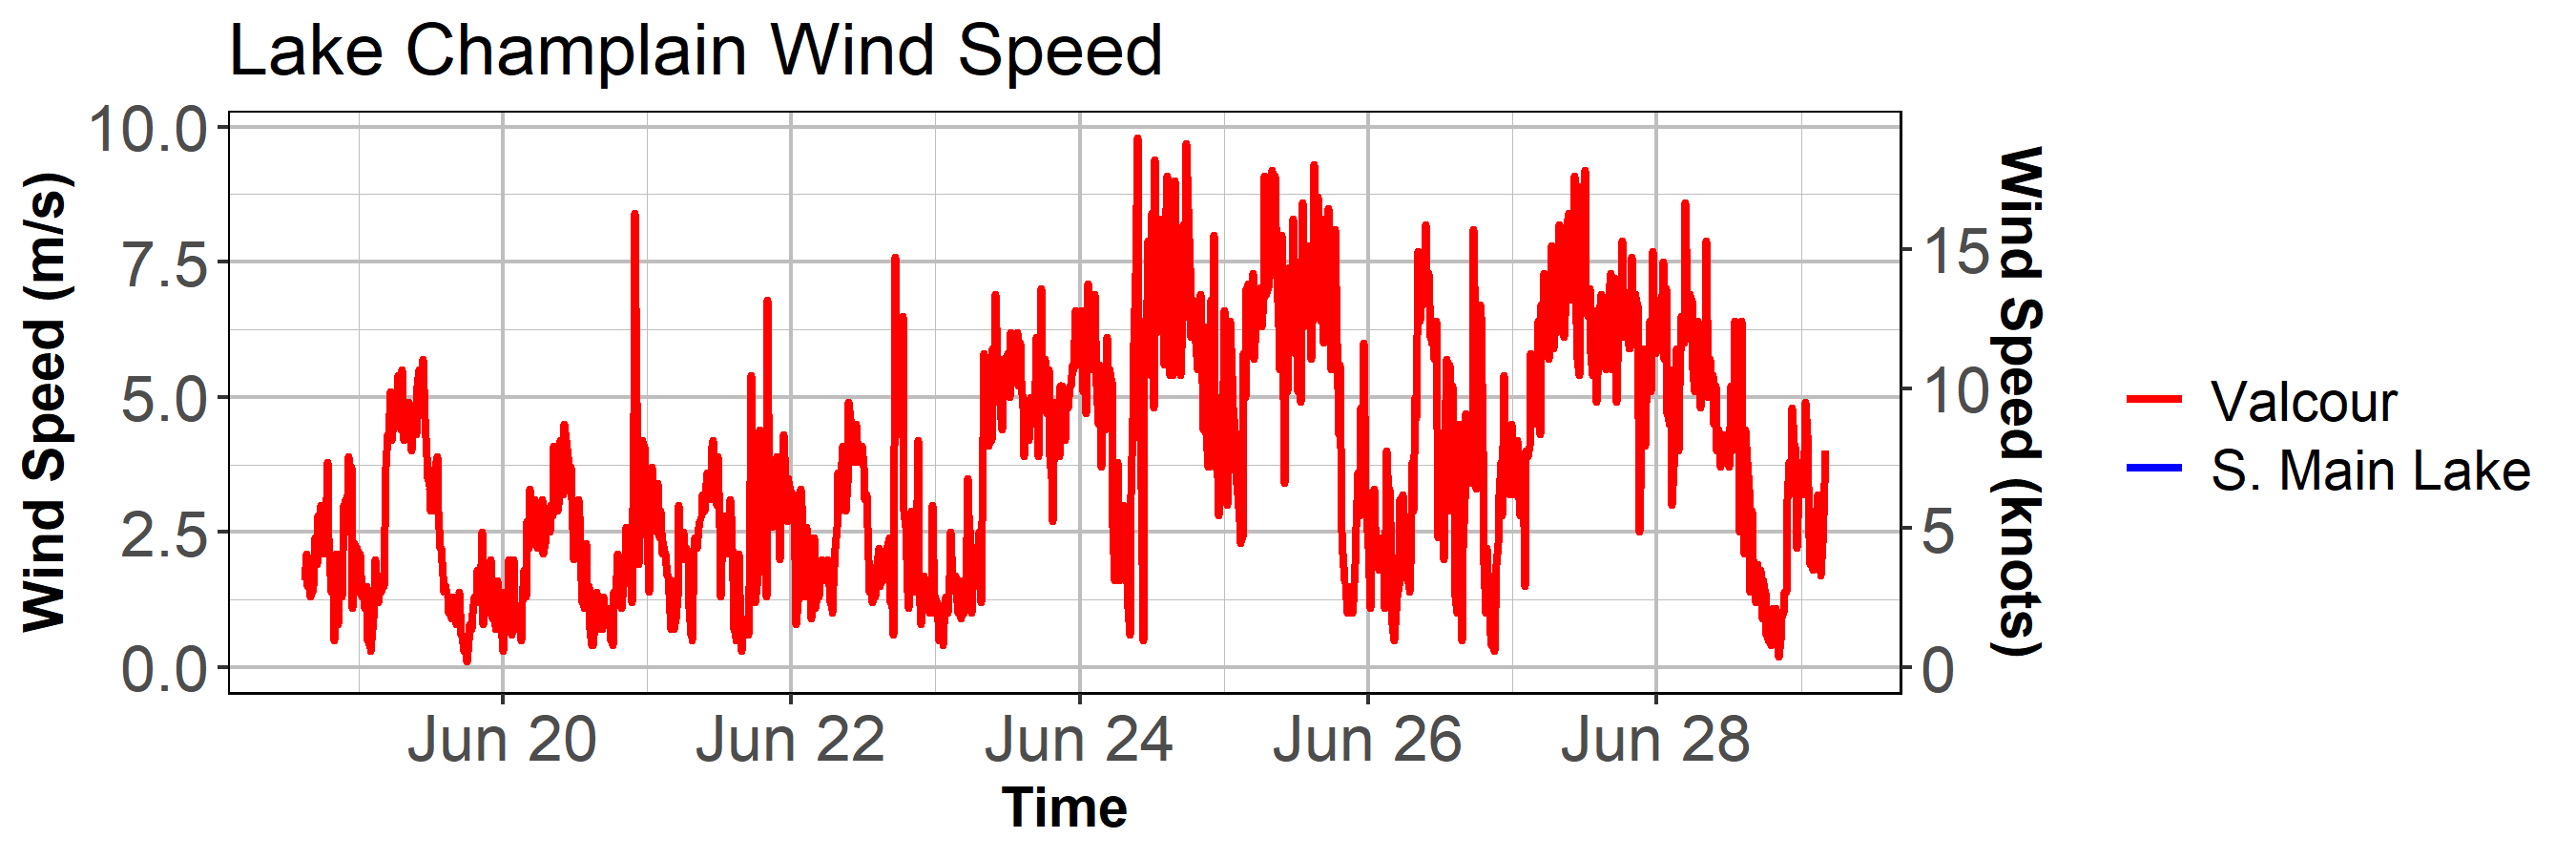 Lake Champlain Wind Speed
Wind Speed (m/s)
10.0
7.5
5.0
2.5
0.0
Wind Speed (knots)
15
10
5
0
Jun 20
Jun 22
Jun 24
Jun 26
Jun 28
Time
Valcour
S. Main Lake